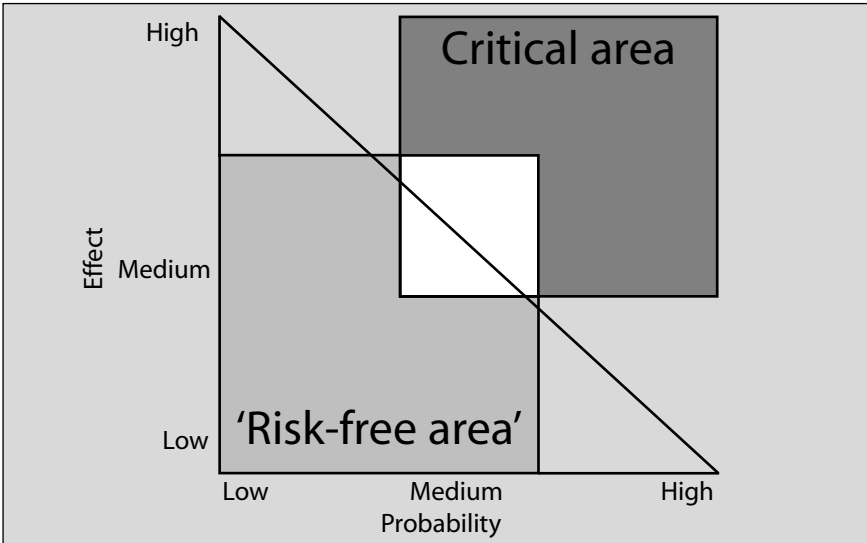 High
Critical area
Effect
Medium
Low
‘Risk-free area’
Low Medium High
Probability